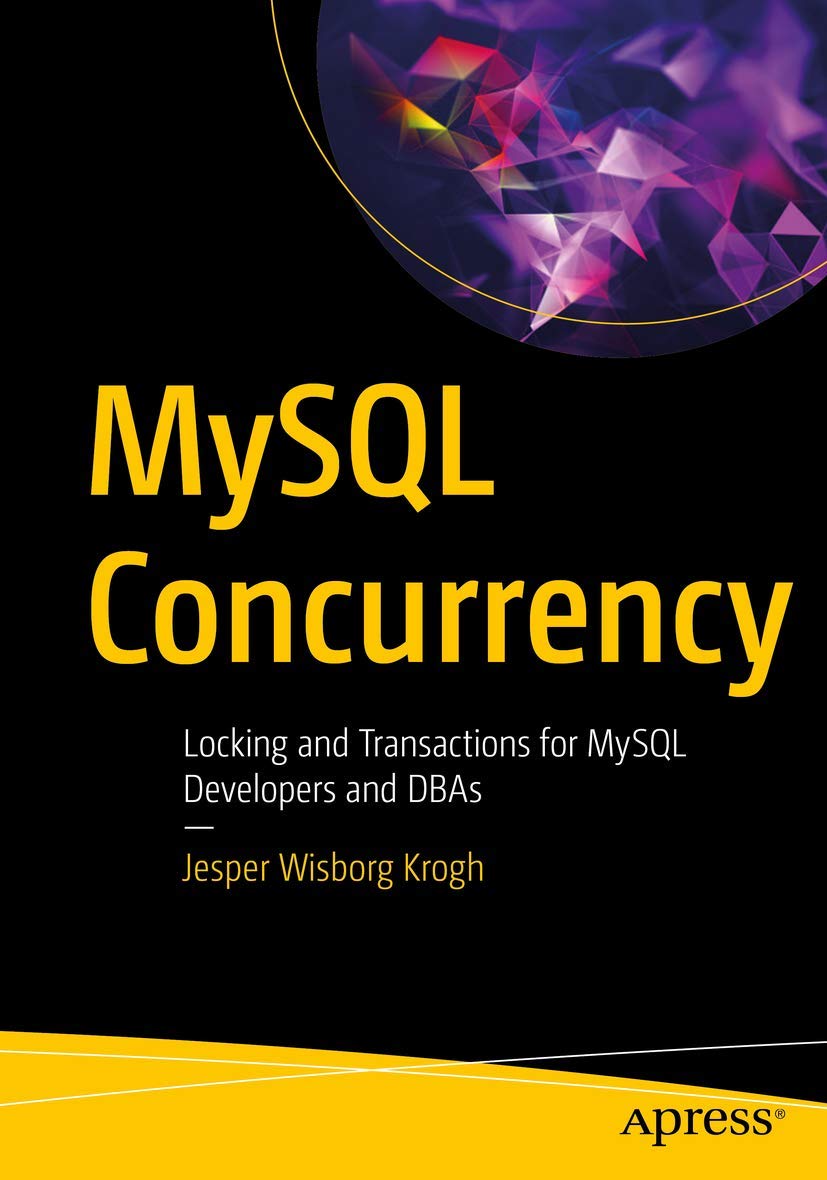 MySQL
Concurrency
Locking and Transactions for MySQL
Developers and DBAs
—
Jesper Wisborg Krogh
Apress®